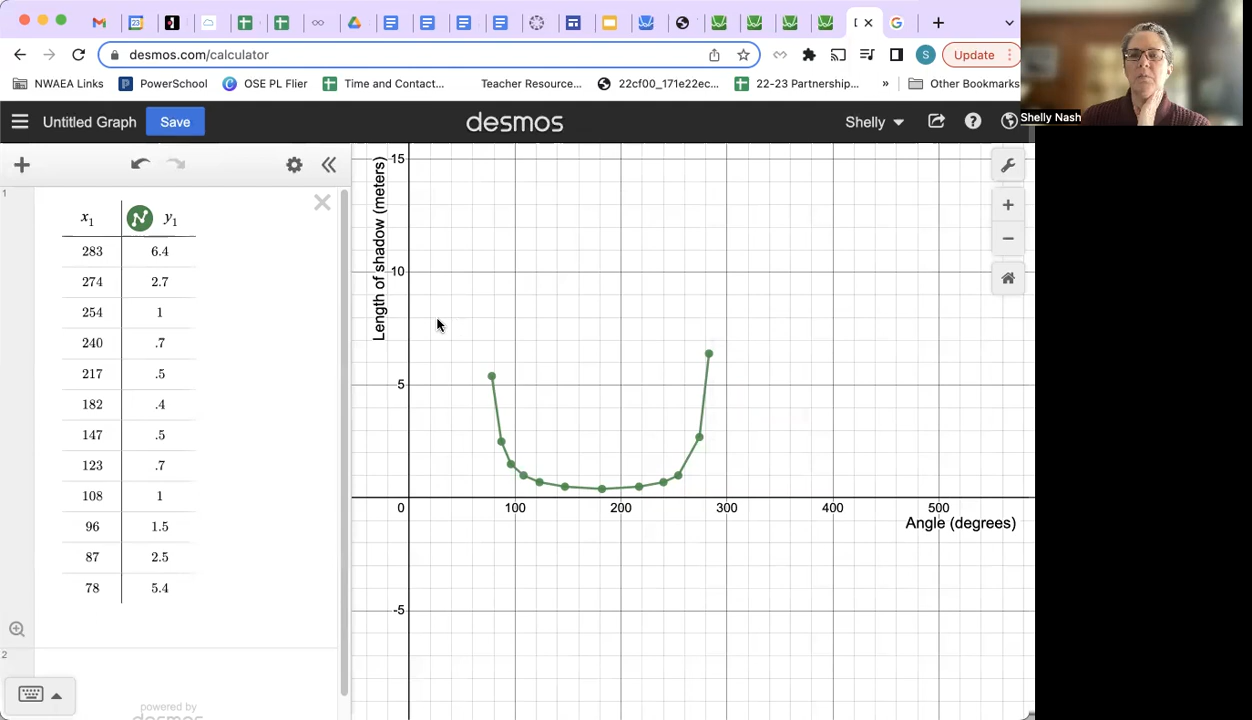 desmos.com/calculator
Update
NWAEA Links
PowerSchool
OSE PL Flier
Time and Contact...
Teacher Resource...
22cf00_171e22ec...
22-23 Partnership...
»
Other Bookmarks
Shelly Nash
Untitled Graph
Save
desmos
Shelly
1
x₁ y₁
283 6.4
274 2.7
254 1
240 .7
217 .5
182 .4
147 .5
123 .7
108 1
96 1.5
87 2.5
78 5.4
2
powered by
desmos
Length of shadow (meters)
15
10
5
0 100 200 300 400 500
Angle (degrees)
-5